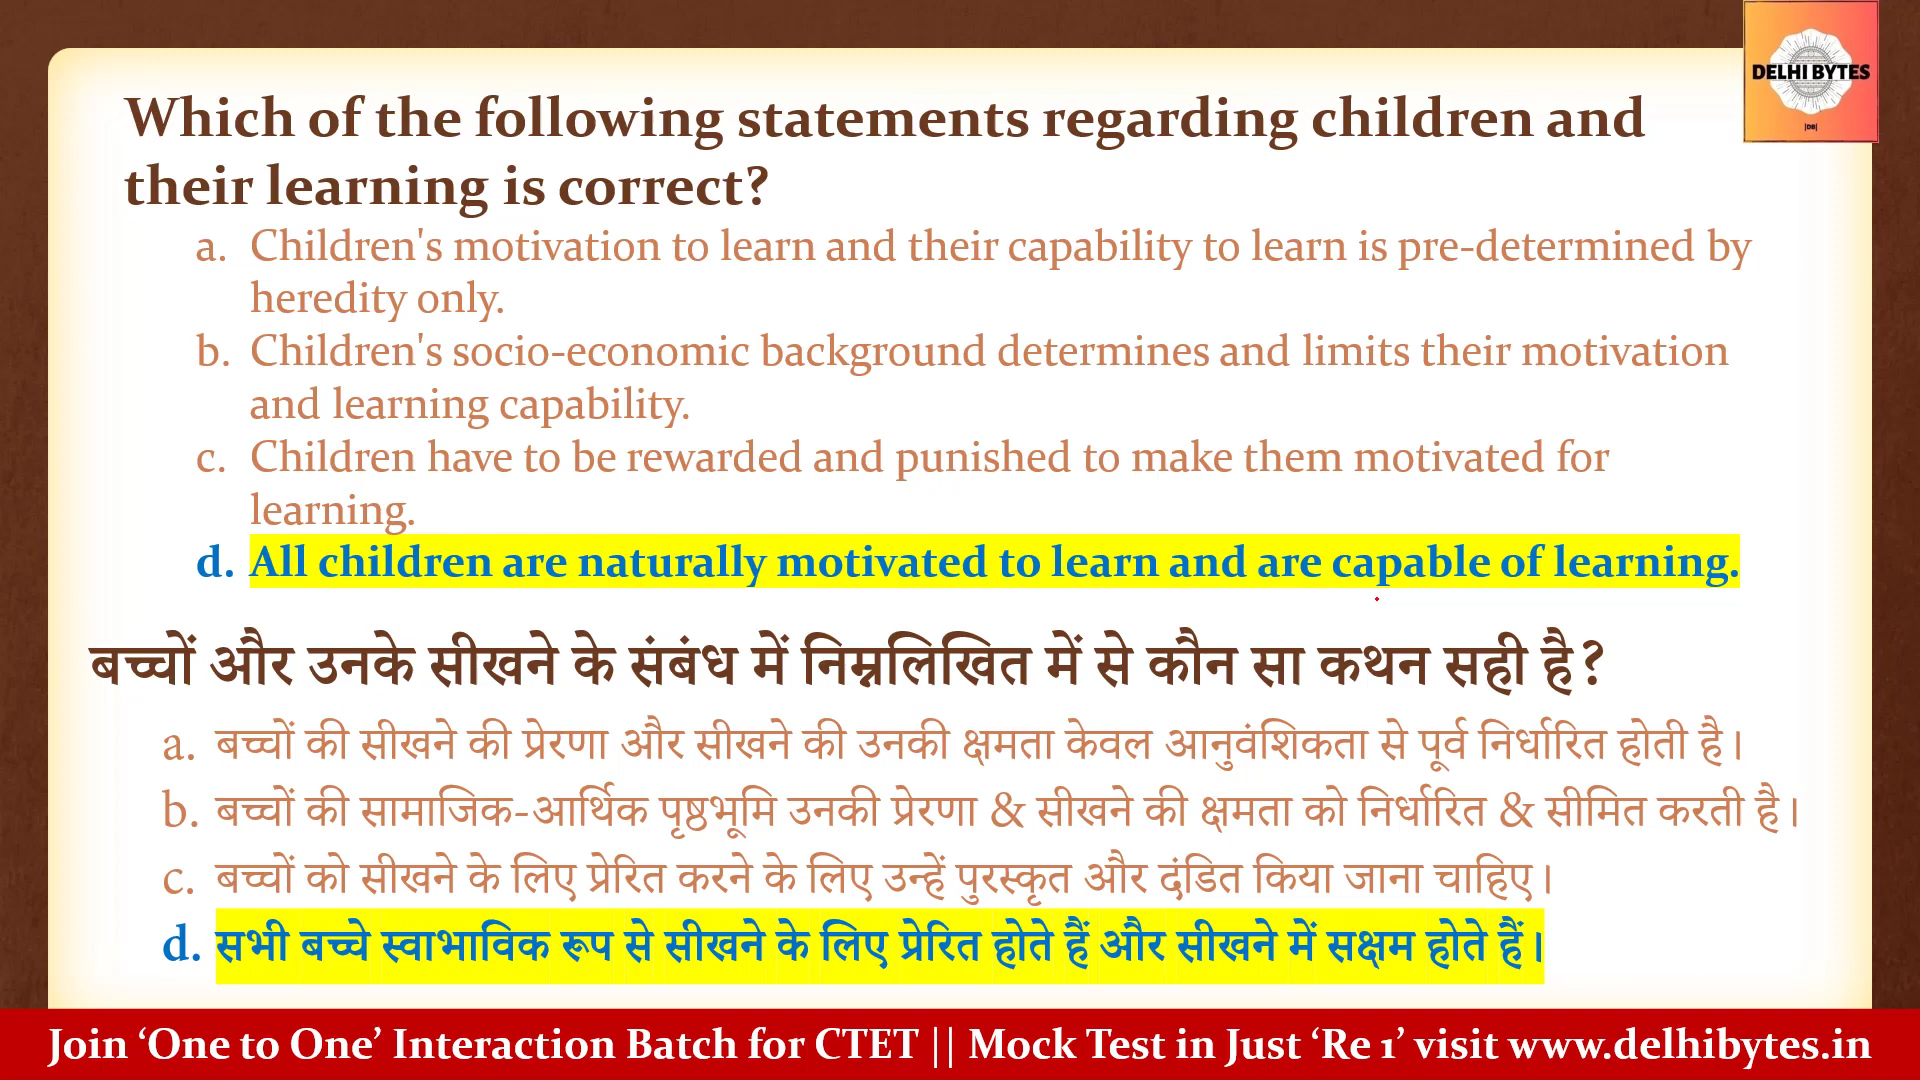 DELHI BYTES
|DB|
Which of the following statements regarding children and
their learning is correct?
a. Children's motivation to learn and their capability to learn is pre-determined by
heredity only.
b. Children's socio-economic background determines and limits their motivation
and learning capability.
c. Children have to be rewarded and punished to make them motivated for
learning.
d. All children are naturally motivated to learn and are capable of learning.
बच्चों और उनके सीखने के संबंध में निम्नलिखित में से कौन सा कथन सही है?
a. बच्चों की सीखने की प्रेरणा और सीखने की उनकी क्षमता केवल आनुवंशिकता से पूर्व निर्धारित होती है।
b. बच्चों की सामाजिक-आर्थिक पृष्ठभूमि उनकी प्रेरणा & सीखने की क्षमता को निर्धारित & सीमित करती है।
c. बच्चों को सीखने के लिए प्रेरित करने के लिए उन्हें पुरस्कृत और दंडित किया जाना चाहिए।
d. सभी बच्चे स्वाभाविक रूप से सीखने के लिए प्रेरित होते हैं और सीखने में सक्षम होते हैं।
Join ‘One to One’ Interaction Batch for CTET || Mock Test in Just ‘Re 1’ visit www.delhibytes.in